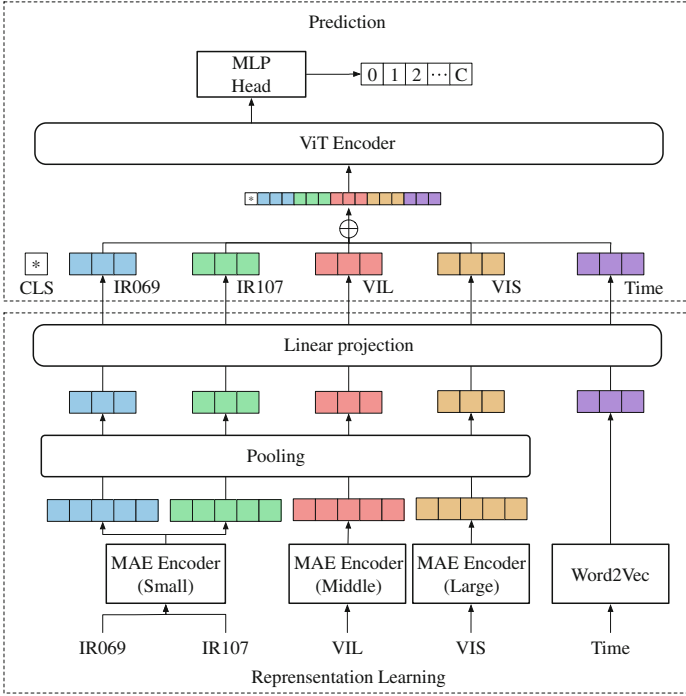 Prediction
MLP
Head
0 1 2 ... C
ViT Encoder
*
*
CLS IR069 IR107 VIL VIS Time
Linear projection
Pooling
MAE Encoder
(Small)
MAE Encoder
(Middle)
MAE Encoder
(Large)
Word2Vec
IR069 IR107 VIL VIS Time
Reprensentation Learning